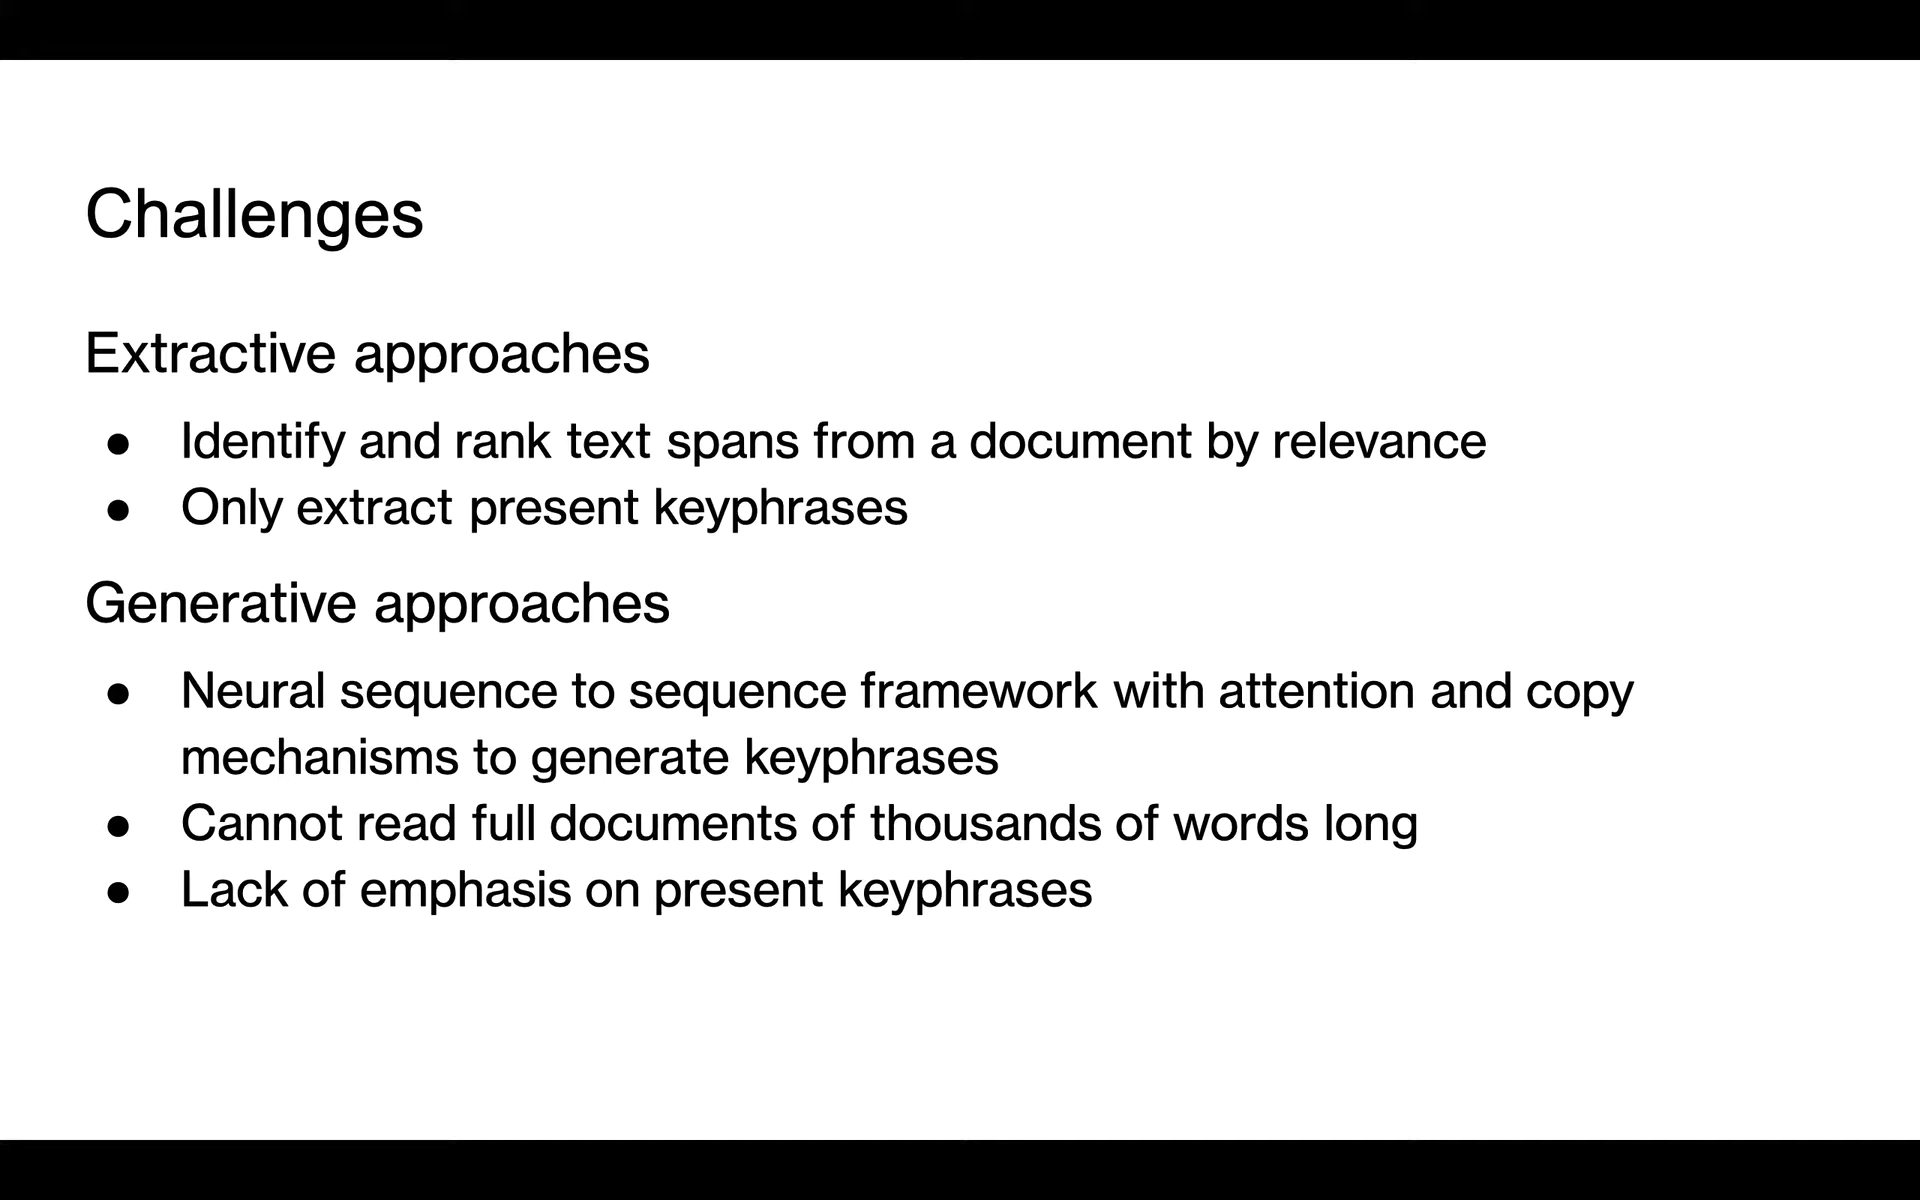 Challenges
Extractive approaches
● Identify and rank text spans from a document by relevance
● Only extract present keyphrases
Generative approaches
● Neural sequence to sequence framework with attention and copy
mechanisms to generate keyphrases
● Cannot read full documents of thousands of words long
● Lack of emphasis on present keyphrases